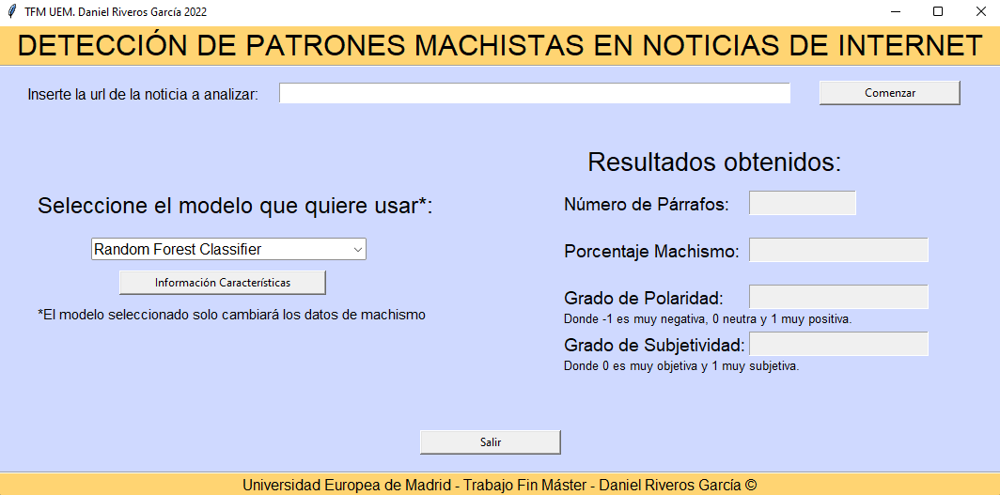 TFM UEM. Daniel Riveros García 2022
DETECCIÓN DE PATRONES MACHISTAS EN NOTICIAS DE INTERNET
Inserte la url de la noticia a analizar:
Comenzar
Seleccione el modelo que quiere usar*:
Random Forest Classifier
Información Características
*El modelo seleccionado solo cambiará los datos de machismo
Resultados obtenidos:
Número de Párrafos:
Porcentaje Machismo:
Grado de Polaridad:
Donde -1 es muy negativa, 0 neutra y 1 muy positiva.
Grado de Subjetividad:
Donde 0 es muy objetiva y 1 muy subjetiva.
Salir
Universidad Europea de Madrid - Trabajo Fin Máster - Daniel Riveros García ©